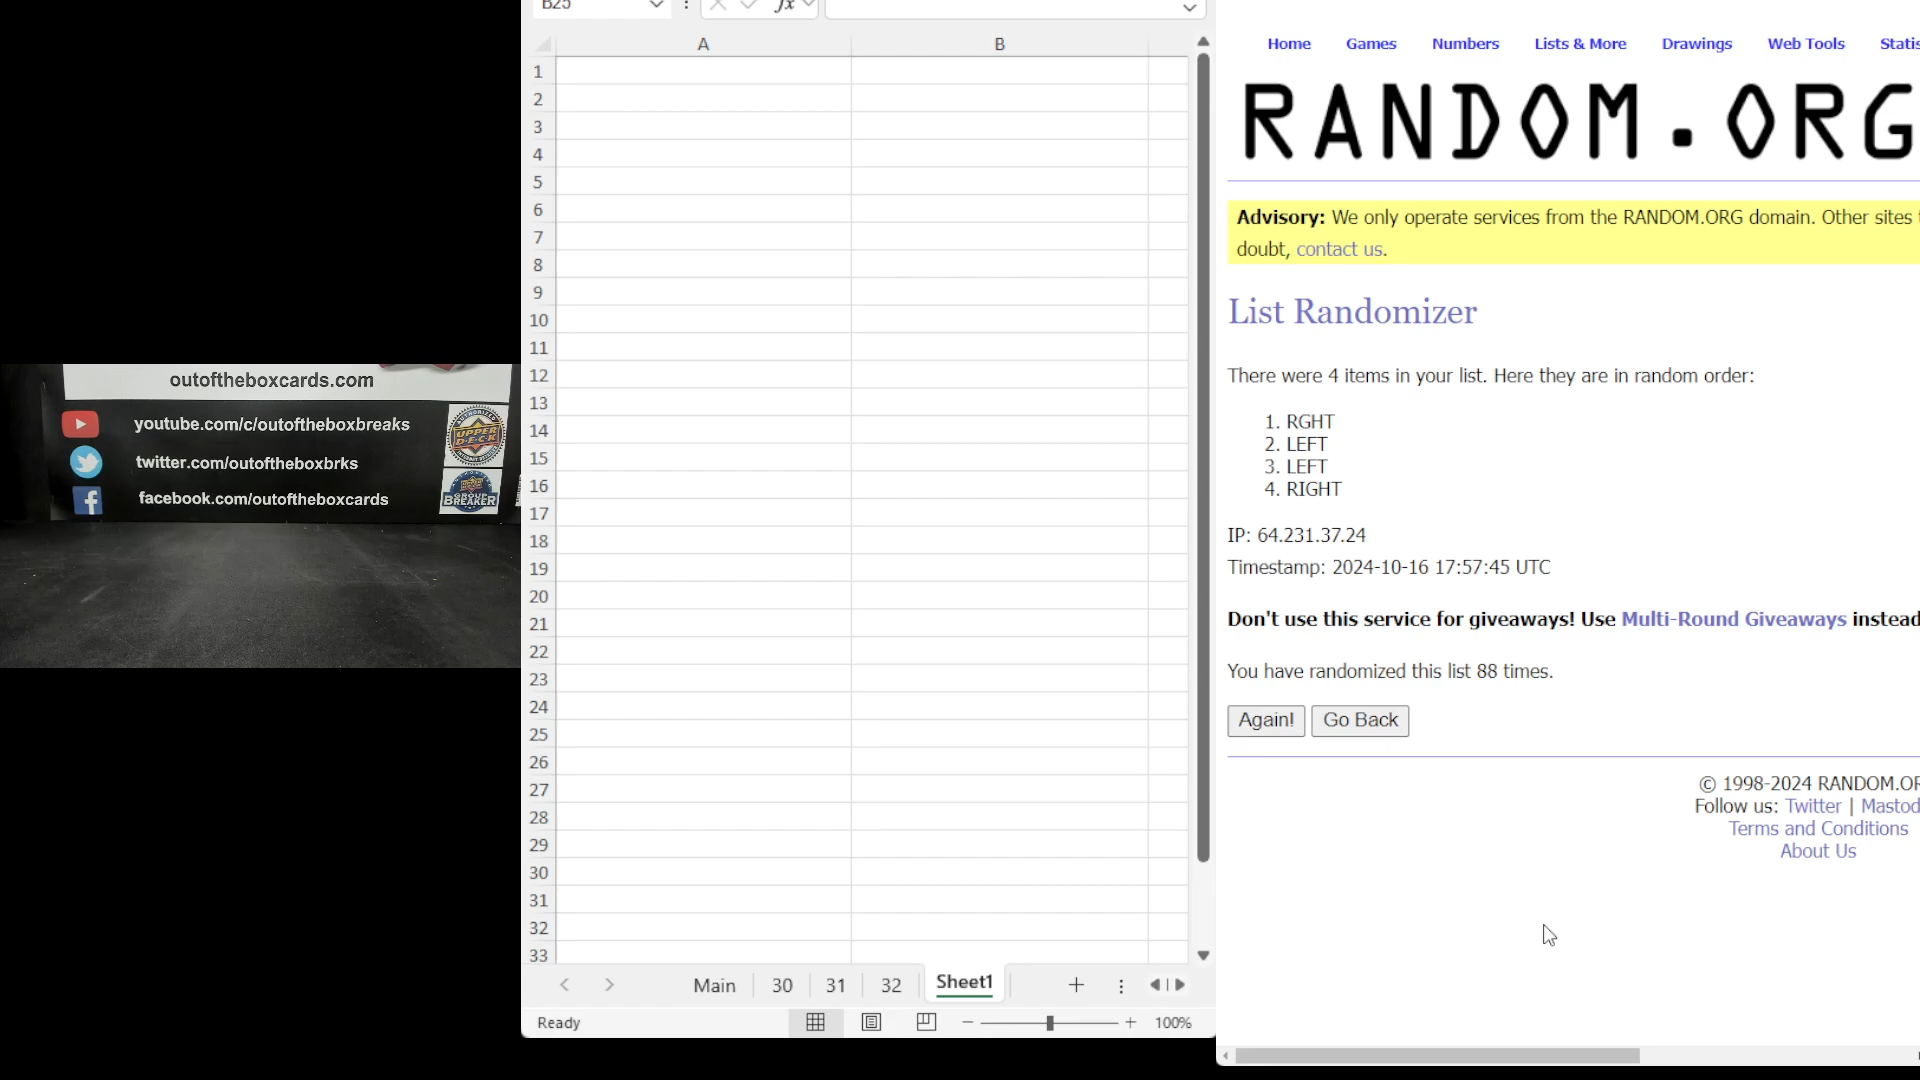 outoftheboxcards.com
youtube.com/c/outoftheboxbreaks
twitter.com/outoftheboxbrks
facebook.com/outoftheboxcards
AUTHORIZED
UPPER
D·E·C·K
GROUP
BREAKER
B25
fx
A B
1
2
3
4
5
6
7
8
9
10
11
12
13
14
15
16
17
18
19
20
21
22
23
24
25
26
27
28
29
30
31
32
33
Main 30 31 32 Sheet1
Ready
100%
Home Games Numbers Lists & More Drawings Web Tools Statis
RANDOM.ORG
Advisory: We only operate services from the RANDOM.ORG domain. Other sites
doubt, contact us.
List Randomizer
There were 4 items in your list. Here they are in random order:
1. RGHT
2. LEFT
3. LEFT
4. RIGHT
IP: 64.231.37.24
Timestamp: 2024-10-16 17:57:45 UTC
Don't use this service for giveaways! Use Multi-Round Giveaways instead
You have randomized this list 88 times.
Again! Go Back
© 1998-2024 RANDOM.OR
Follow us: Twitter | Mastod
Terms and Conditions
About Us